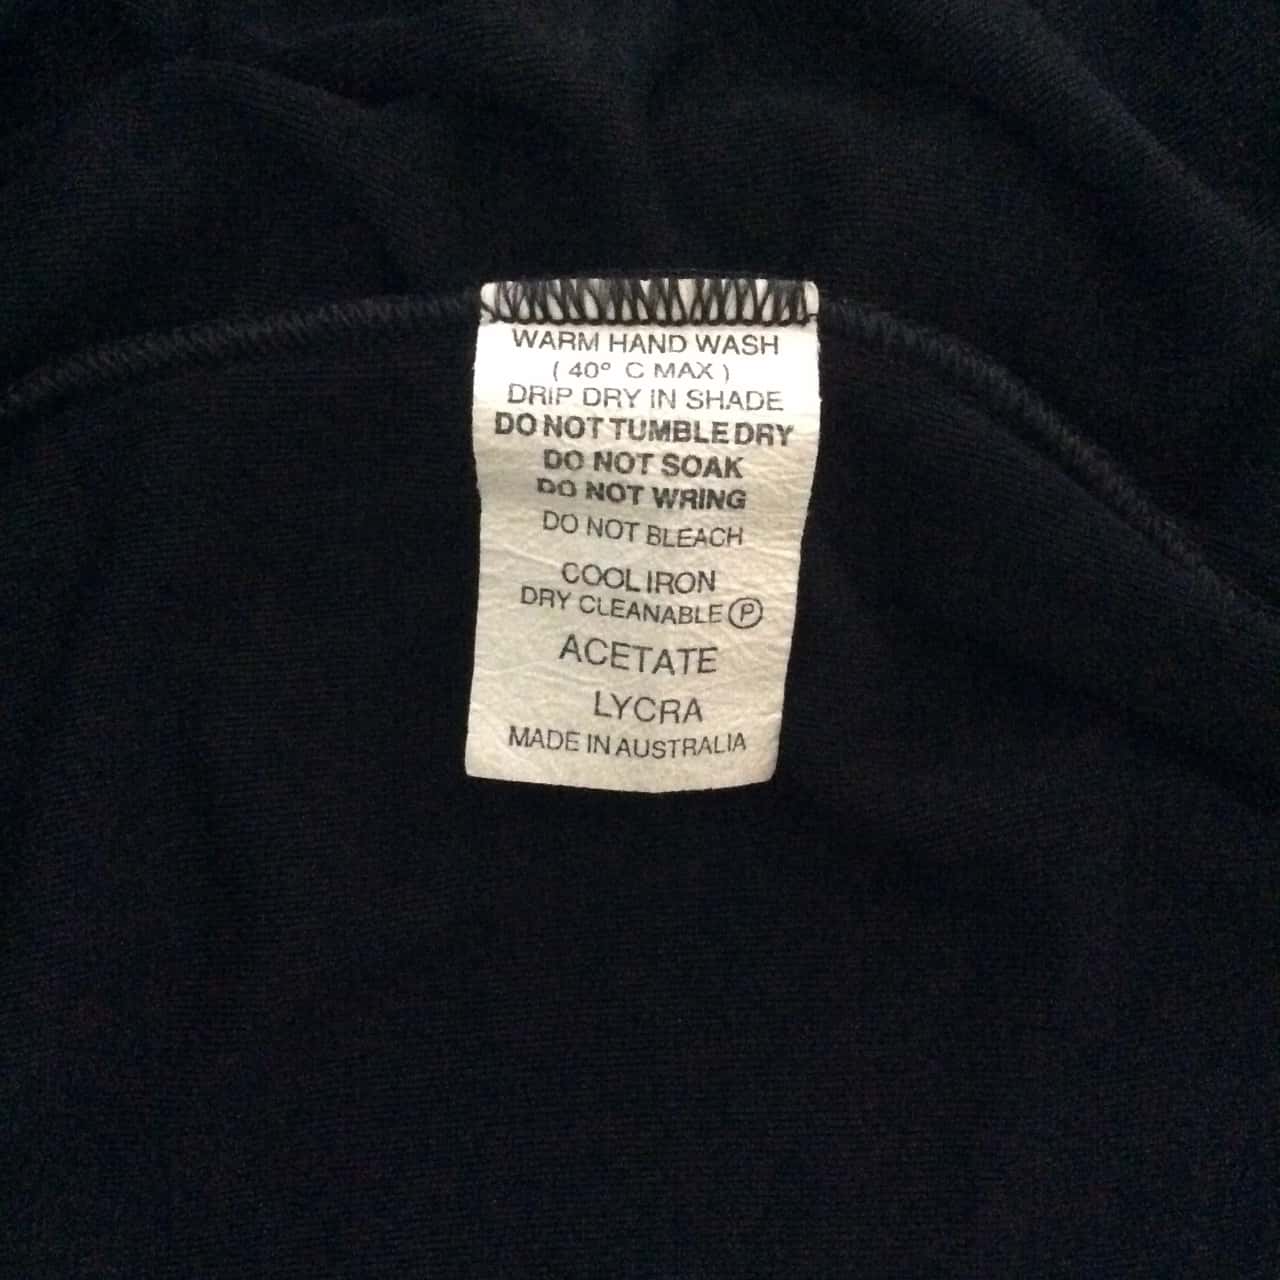 WARM HAND WASH
( 40° C MAX )
DRIP DRY IN SHADE
DO NOT TUMBLE DRY
DO NOT SOAK
DO NOT WRING
DO NOT BLEACH
COOL IRON
DRY CLEANABLE Ⓟ
ACETATE
LYCRA
MADE IN AUSTRALIA